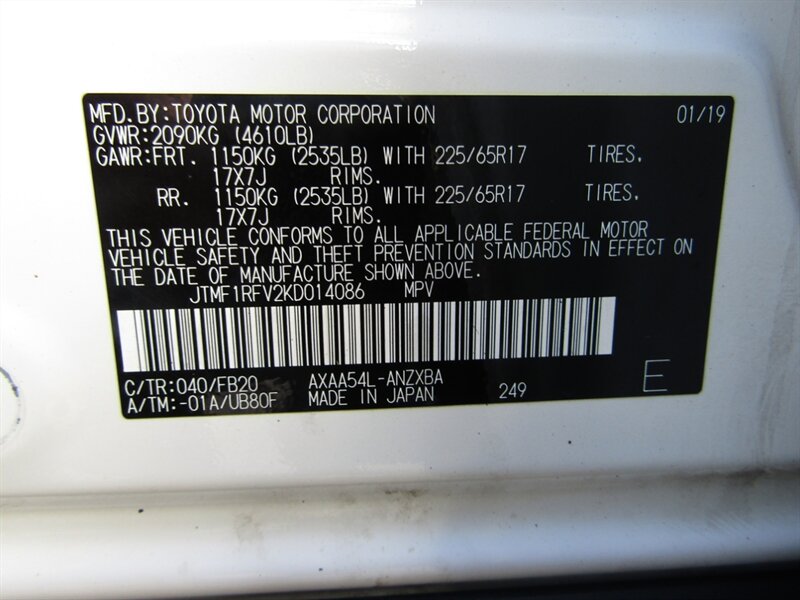 MFD.BY:TOYOTA MOTOR CORPORATION 01/19
GVWR:2090KG (4610LB)
GAWR:FRT. 1150KG (2535LB) WITH 225/65R17 TIRES.
17X7J RIMS.
RR. 1150KG (2535LB) WITH 225/65R17 TIRES.
17X7J RIMS.
THIS VEHICLE CONFORMS TO ALL APPLICABLE FEDERAL MOTOR
VEHICLE SAFETY AND THEFT PREVENTION STANDARDS IN EFFECT ON
THE DATE OF MANUFACTURE SHOWN ABOVE.
JTMF1RFV2KD014086 MPV
C/TR:040/FB20 AXAA54L-ANZXBA
A/TM:-01A/UB80F MADE IN JAPAN 249 E